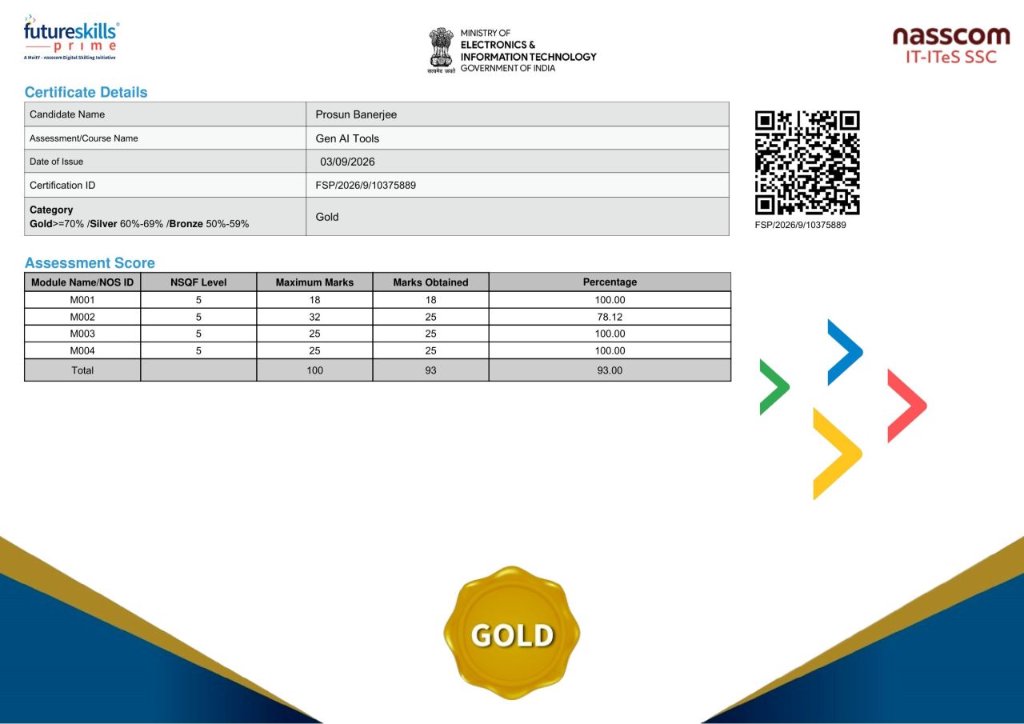 futureskills
prime
A MeitY - nasscom Digital Skilling Initiative
सत्यमेव जयते
MINISTRY OF
ELECTRONICS &
INFORMATION TECHNOLOGY
GOVERNMENT OF INDIA
nasscom
IT-ITeS SSC
Certificate Details
Candidate Name Prosun Banerjee
Assessment/Course Name Gen AI Tools
Date of Issue 03/09/2026
Certification ID FSP/2026/9/10375889
Category
Gold>=70% /Silver 60%-69% /Bronze 50%-59% Gold
FSP/2026/9/10375889
Assessment Score
Module Name/NOS ID NSQF Level Maximum Marks Marks Obtained Percentage
M001 5 18 18 100.00
M002 5 32 25 78.12
M003 5 25 25 100.00
M004 5 25 25 100.00
Total 100 93 93.00
GOLD